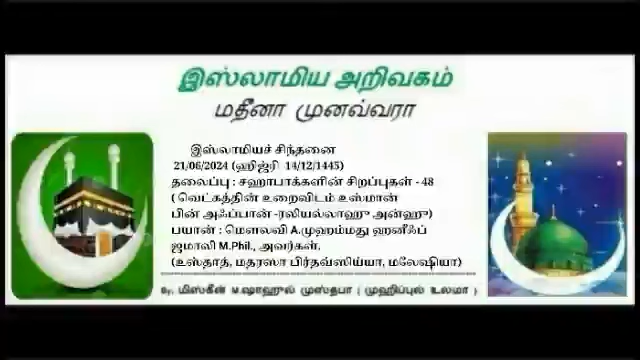 இஸ்லாமிய அறிவகம்
மதீனா முனவ்வரா
இஸ்லாமியச் சிந்தனை
21/06/2024 (ஹிஜ்ரி 14/12/1445)
தலைப்பு : சஹாபாக்களின் சிறப்புகள் - 48
( வெட்கத்தின் உறைவிடம் உஸ்மான்
பின் அஃப்பான் -ரலியல்லாஹு அன்ஹு)
பயான் : மௌலவி A.முஹம்மது ஹனீஃப்
ஜமாலி M.Phil., அவர்கள்.
(உஸ்தாத், மதரஸா பிர்தவ்ஸிய்யா, மலேஷியா)
By, மிஸ்கீன் M.ஷாஹுல் முஸ்தபா ( முஹிப்புல் உலமா )